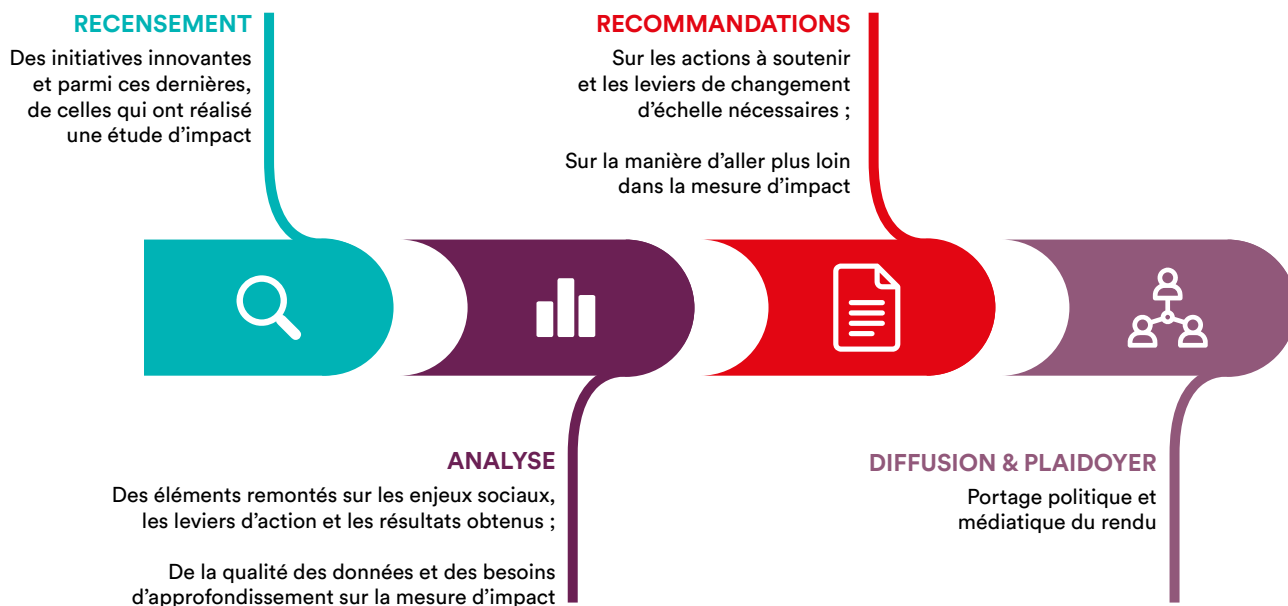 RECENSEMENT
Des initiatives innovantes
et parmi ces dernières,
de celles qui ont réalisé
une étude d'impact
RECOMMANDATIONS
Sur les actions à soutenir
et les leviers de changement
d'échelle nécessaires ;
Sur la manière d'aller plus loin
dans la mesure d'impact
ANALYSE
Des éléments remontés sur les enjeux sociaux,
les leviers d'action et les résultats obtenus ;
De la qualité des données et des besoins
d'approfondissement sur la mesure d'impact
DIFFUSION & PLAIDOYER
Portage politique et
médiatique du rendu